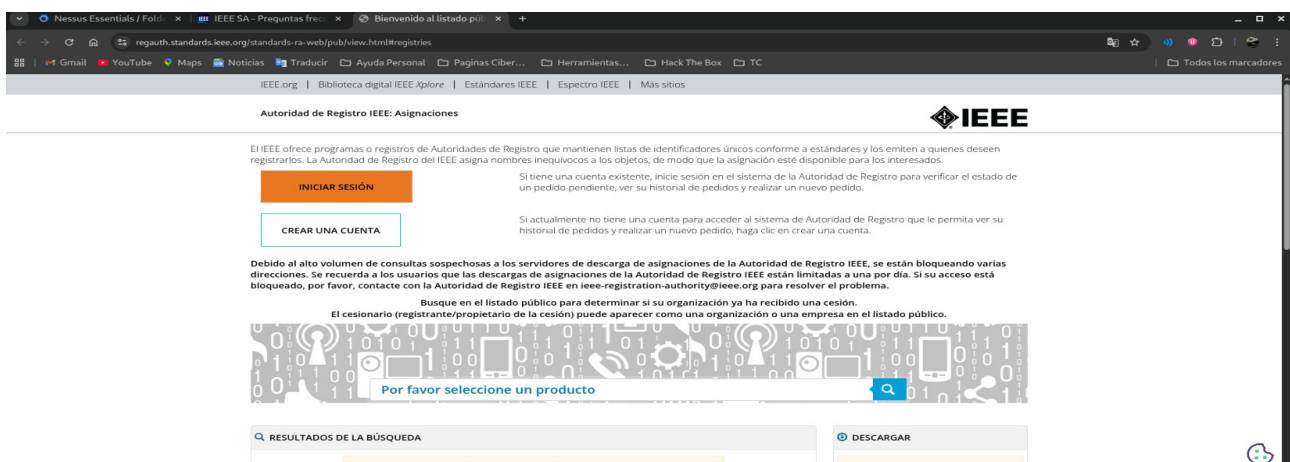 Nessus Essentials / Folde
IEEE SA - Preguntas frec
Bienvenido al listado púb
regauth.standards.ieee.org/standards-ra-web/pub/view.html#registries
Gmail YouTube Maps Noticias Traducir Ayuda Personal Paginas Ciber... Herramientas... Hack The Box TC Todos los marcadores
IEEE.org | Biblioteca digital IEEE Xplore | Estándares IEEE | Espectro IEEE | Más sitios
Autoridad de Registro IEEE: Asignaciones
IEEE
El IEEE ofrece programas o registros de Autoridades de Registro que mantienen listas de identificadores únicos conforme a estándares y los emiten a quienes deseen
registrarlos. La Autoridad de Registro del IEEE asigna nombres inequívocos a los objetos, de modo que la asignación esté disponible para los interesados.
INICIAR SESIÓN
Si tiene una cuenta existente, inicie sesión en el sistema de la Autoridad de Registro para verificar el estado de
un pedido pendiente, ver su historial de pedidos y realizar un nuevo pedido.
CREAR UNA CUENTA
Si actualmente no tiene una cuenta para acceder al sistema de Autoridad de Registro que le permita ver su
historial de pedidos y realizar un nuevo pedido, haga clic en crear una cuenta.
Debido al alto volumen de consultas sospechosas a los servidores de descarga de asignaciones de la Autoridad de Registro IEEE, se están bloqueando varias
direcciones. Se recuerda a los usuarios que las descargas de asignaciones de la Autoridad de Registro IEEE están limitadas a una por día. Si su acceso está
bloqueado, por favor, contacte con la Autoridad de Registro IEEE en ieee-registration-authority@ieee.org para resolver el problema.
Busque en el listado público para determinar si su organización ya ha recibido una cesión.
El cesionario (registrante/propietario de la cesión) puede aparecer como una organización o una empresa en el listado público.
Por favor seleccione un producto
RESULTADOS DE LA BÚSQUEDA
DESCARGAR